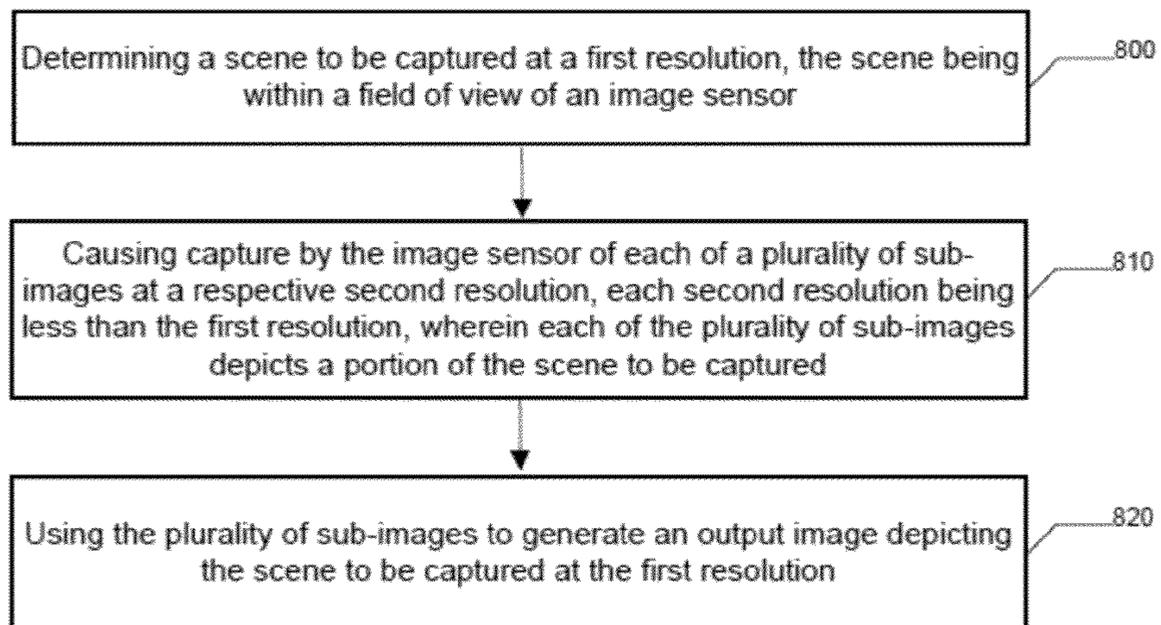 Determining a scene to be captured at a first resolution, the scene being
within a field of view of an image sensor
800
Causing capture by the image sensor of each of a plurality of sub-
images at a respective second resolution, each second resolution being
less than the first resolution, wherein each of the plurality of sub-images
depicts a portion of the scene to be captured
810
Using the plurality of sub-images to generate an output image depicting
the scene to be captured at the first resolution
820